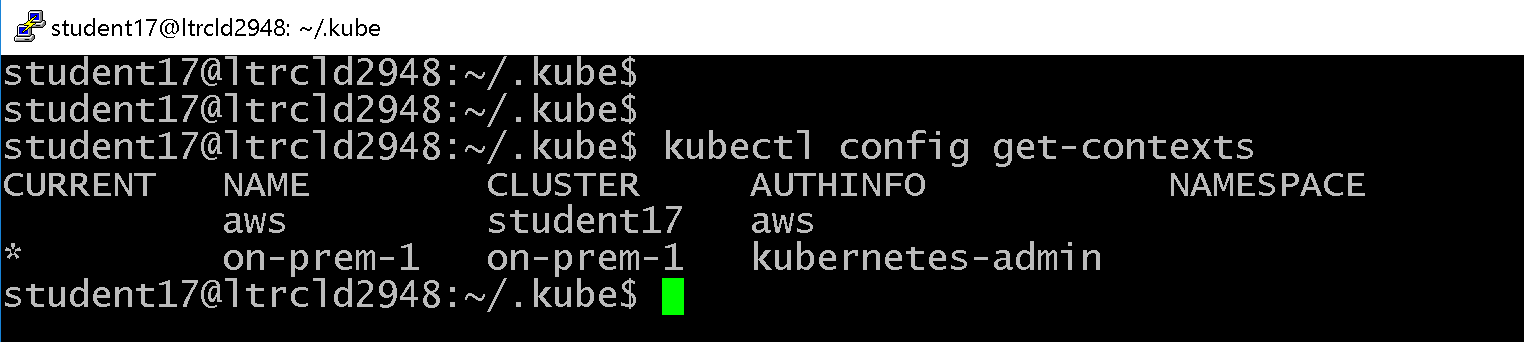 student17@ltrcld2948: ~/.kube
student17@ltrcld2948:~/.kube$
student17@ltrcld2948:~/.kube$
student17@ltrcld2948:~/.kube$ kubectl config get-contexts
CURRENT   NAME        CLUSTER     AUTHINFO           NAMESPACE
          aws         student17   aws
*         on-prem-1   on-prem-1   kubernetes-admin
student17@ltrcld2948:~/.kube$